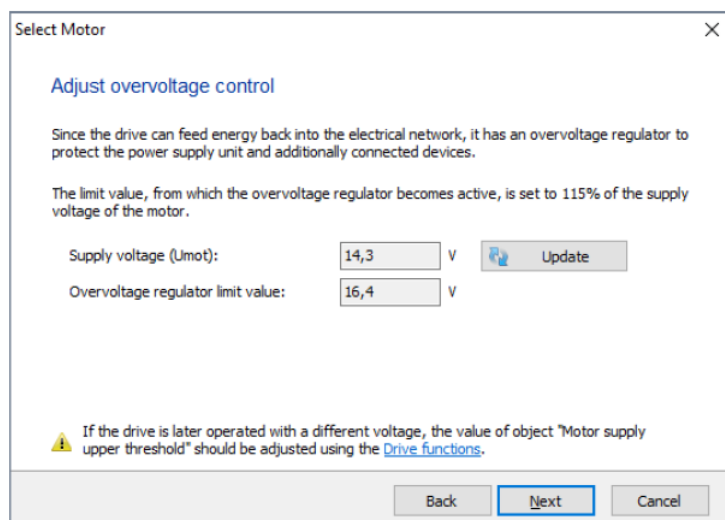 Select Motor
Adjust overvoltage control
Since the drive can feed energy back into the electrical network, it has an overvoltage regulator to
protect the power supply unit and additionally connected devices.
The limit value, from which the overvoltage regulator becomes active, is set to 115% of the supply
voltage of the motor.
Supply voltage (Umot): 14,3 V Update
Overvoltage regulator limit value: 16,4 V
If the drive is later operated with a different voltage, the value of object "Motor supply
upper threshold" should be adjusted using the Drive functions.
Back Next Cancel